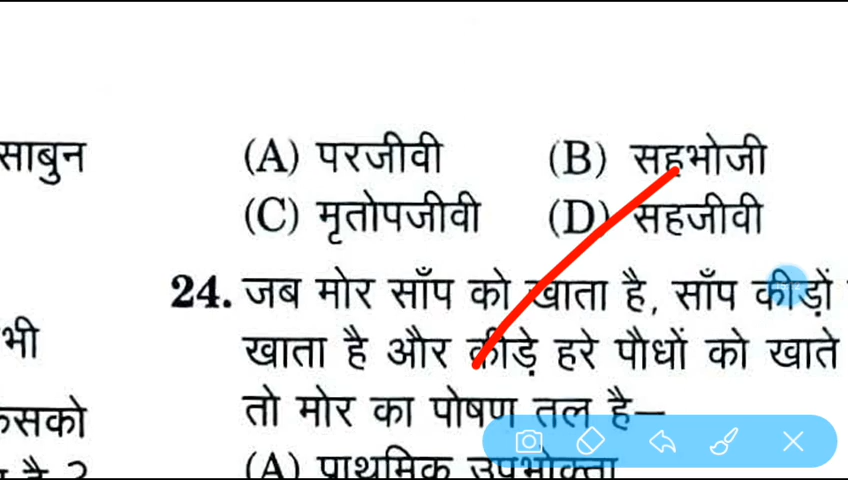 साबुन
(A) परजीवी (B) सहभोजी
(C) मृतोपजीवी (D) सहजीवी
24. जब मोर साँप को खाता है, साँप कीड़ों
भी
खाता है और कीड़े हरे पौधों को खाते
तो मोर का पोषण तल है—
(A) प्राथमिक उपभोक्ता